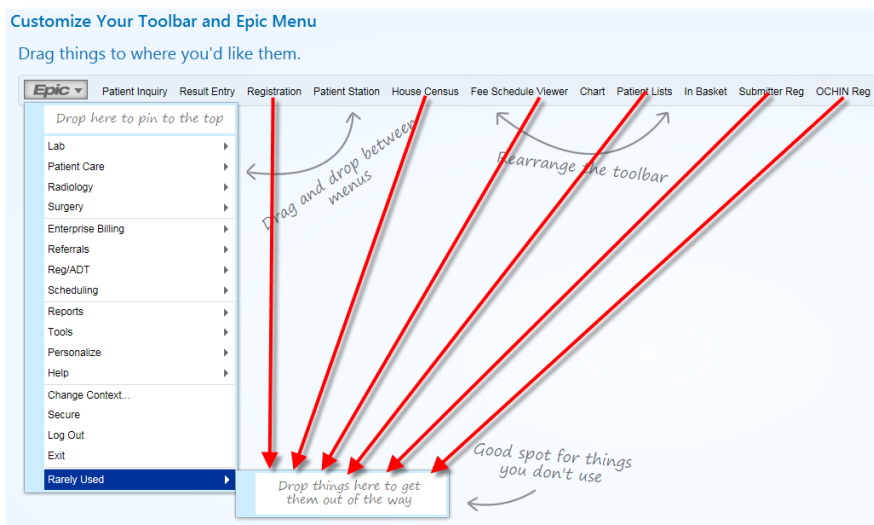 Customize Your Toolbar and Epic Menu
Drag things to where you'd like them.
Epic Patient Inquiry Result Entry Registration Patient Station House Census Fee Schedule Viewer Chart Patient Lists In Basket Submitter Reg OCHIN Reg
Drop here to pin to the top
Lab
Patient Care
Radiology
Surgery
Enterprise Billing
Referrals
Reg/ADT
Scheduling
Reports
Tools
Personalize
Help
Change Context...
Secure
Log Out
Exit
Rarely Used
Drag and drop between
menus
Rearrange the toolbar
Good spot for things
you don't use
Drop things here to get
them out of the way